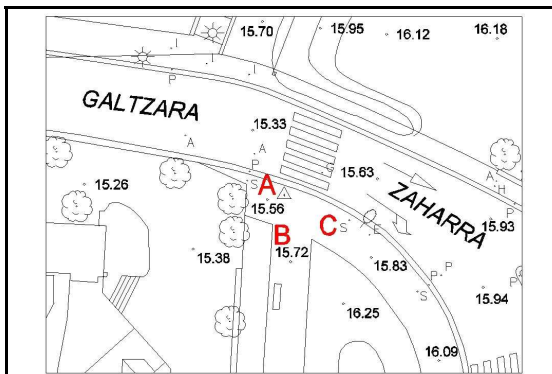 15.70
15.95
16.12
16.18
I
I
I
P
GALTZARA
15.33
A
A
P
G
15.63
A
H
S
A
ZAHARRA
P
15.26
15.56
15.93
C
S
E
B
15.38
15.72
15.83
P
P
P
S
15.94
16.25
16.09